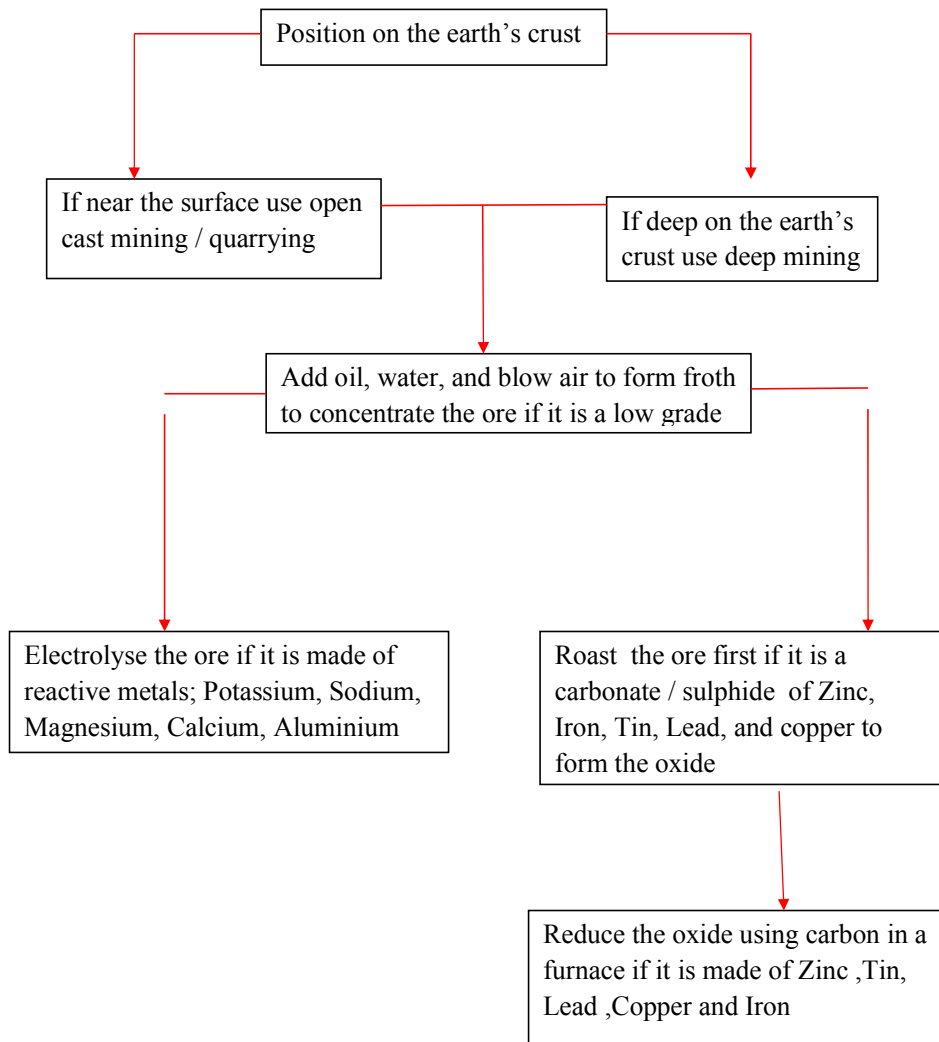 Position on the earth’s crust
If near the surface use open
cast mining / quarrying
If deep on the earth’s
crust use deep mining
Add oil, water, and blow air to form froth
to concentrate the ore if it is a low grade
Electrolyse the ore if it is made of
reactive metals; Potassium, Sodium,
Magnesium, Calcium, Aluminium
Roast  the ore first if it is a
carbonate / sulphide  of Zinc,
Iron, Tin, Lead, and copper to
form the oxide
Reduce the oxide using carbon in a
furnace if it is made of Zinc ,Tin,
Lead ,Copper and Iron